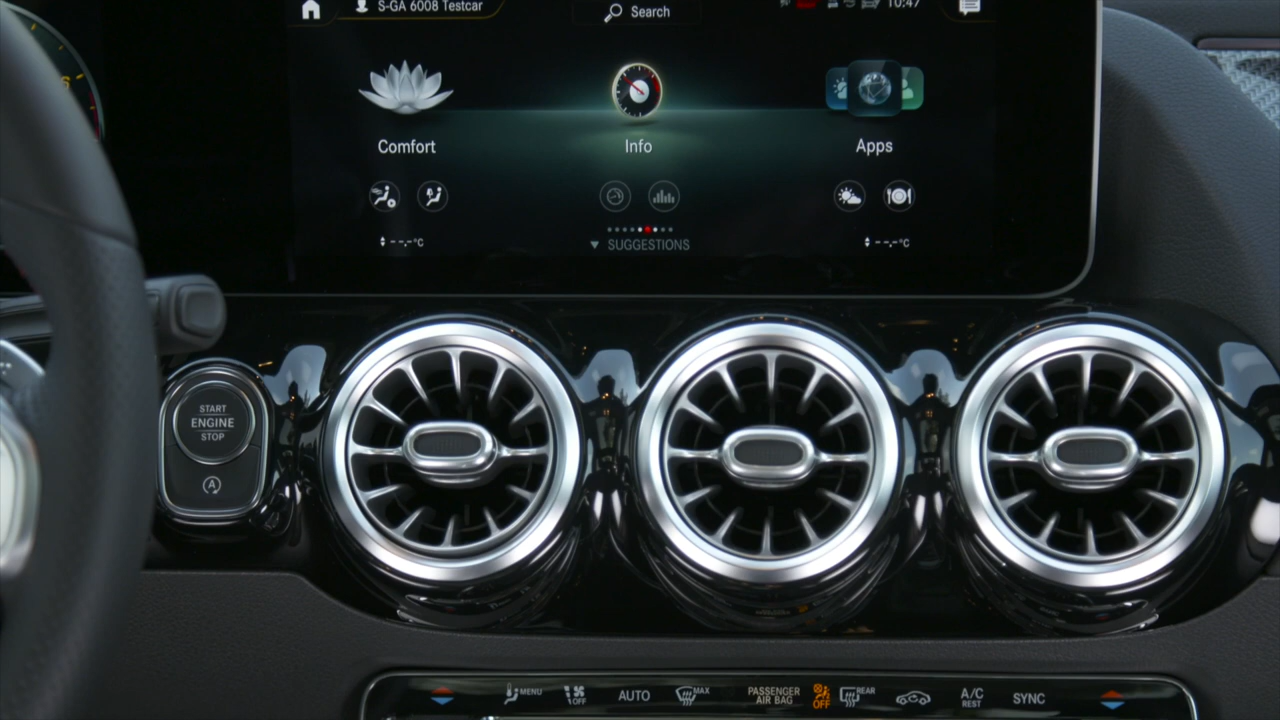 S-GA 6008 Testcar
Search
10:47
6
Comfort
Info
Apps
--,-°C
SUGGESTIONS
--,-°C
START
ENGINE
STOP
A
MENU
OFF
AUTO
MAX
PASSENGER
AIR BAG
OFF
REAR
A/C
REST
SYNC